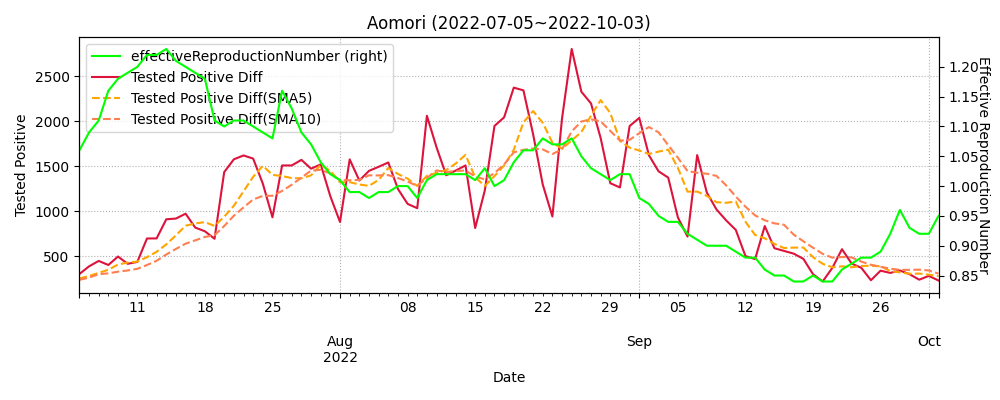 Aomori (2022-07-05~2022-10-03)
effectiveReproductionNumber (right)
Tested Positive Diff
Tested Positive Diff(SMA5)
Tested Positive Diff(SMA10)
Tested Positive
2500
2000
1500
1000
500
1.20
1.15
1.10
1.05
1.00
0.95
0.90
0.85
Effective Reproduction Number
11 18 25 08 15 22 29 05 12 19 26
Aug Sep Oct
2022
Date